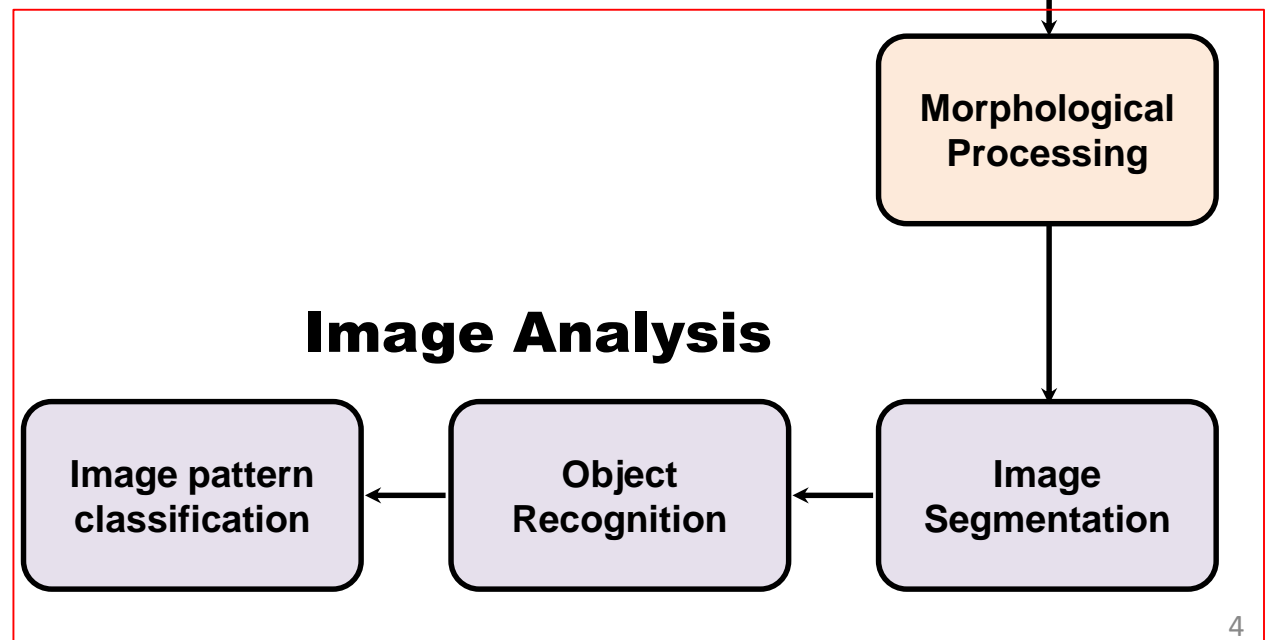 Morphological
Processing
Image Analysis
Image pattern
classification
Object
Recognition
Image
Segmentation
4